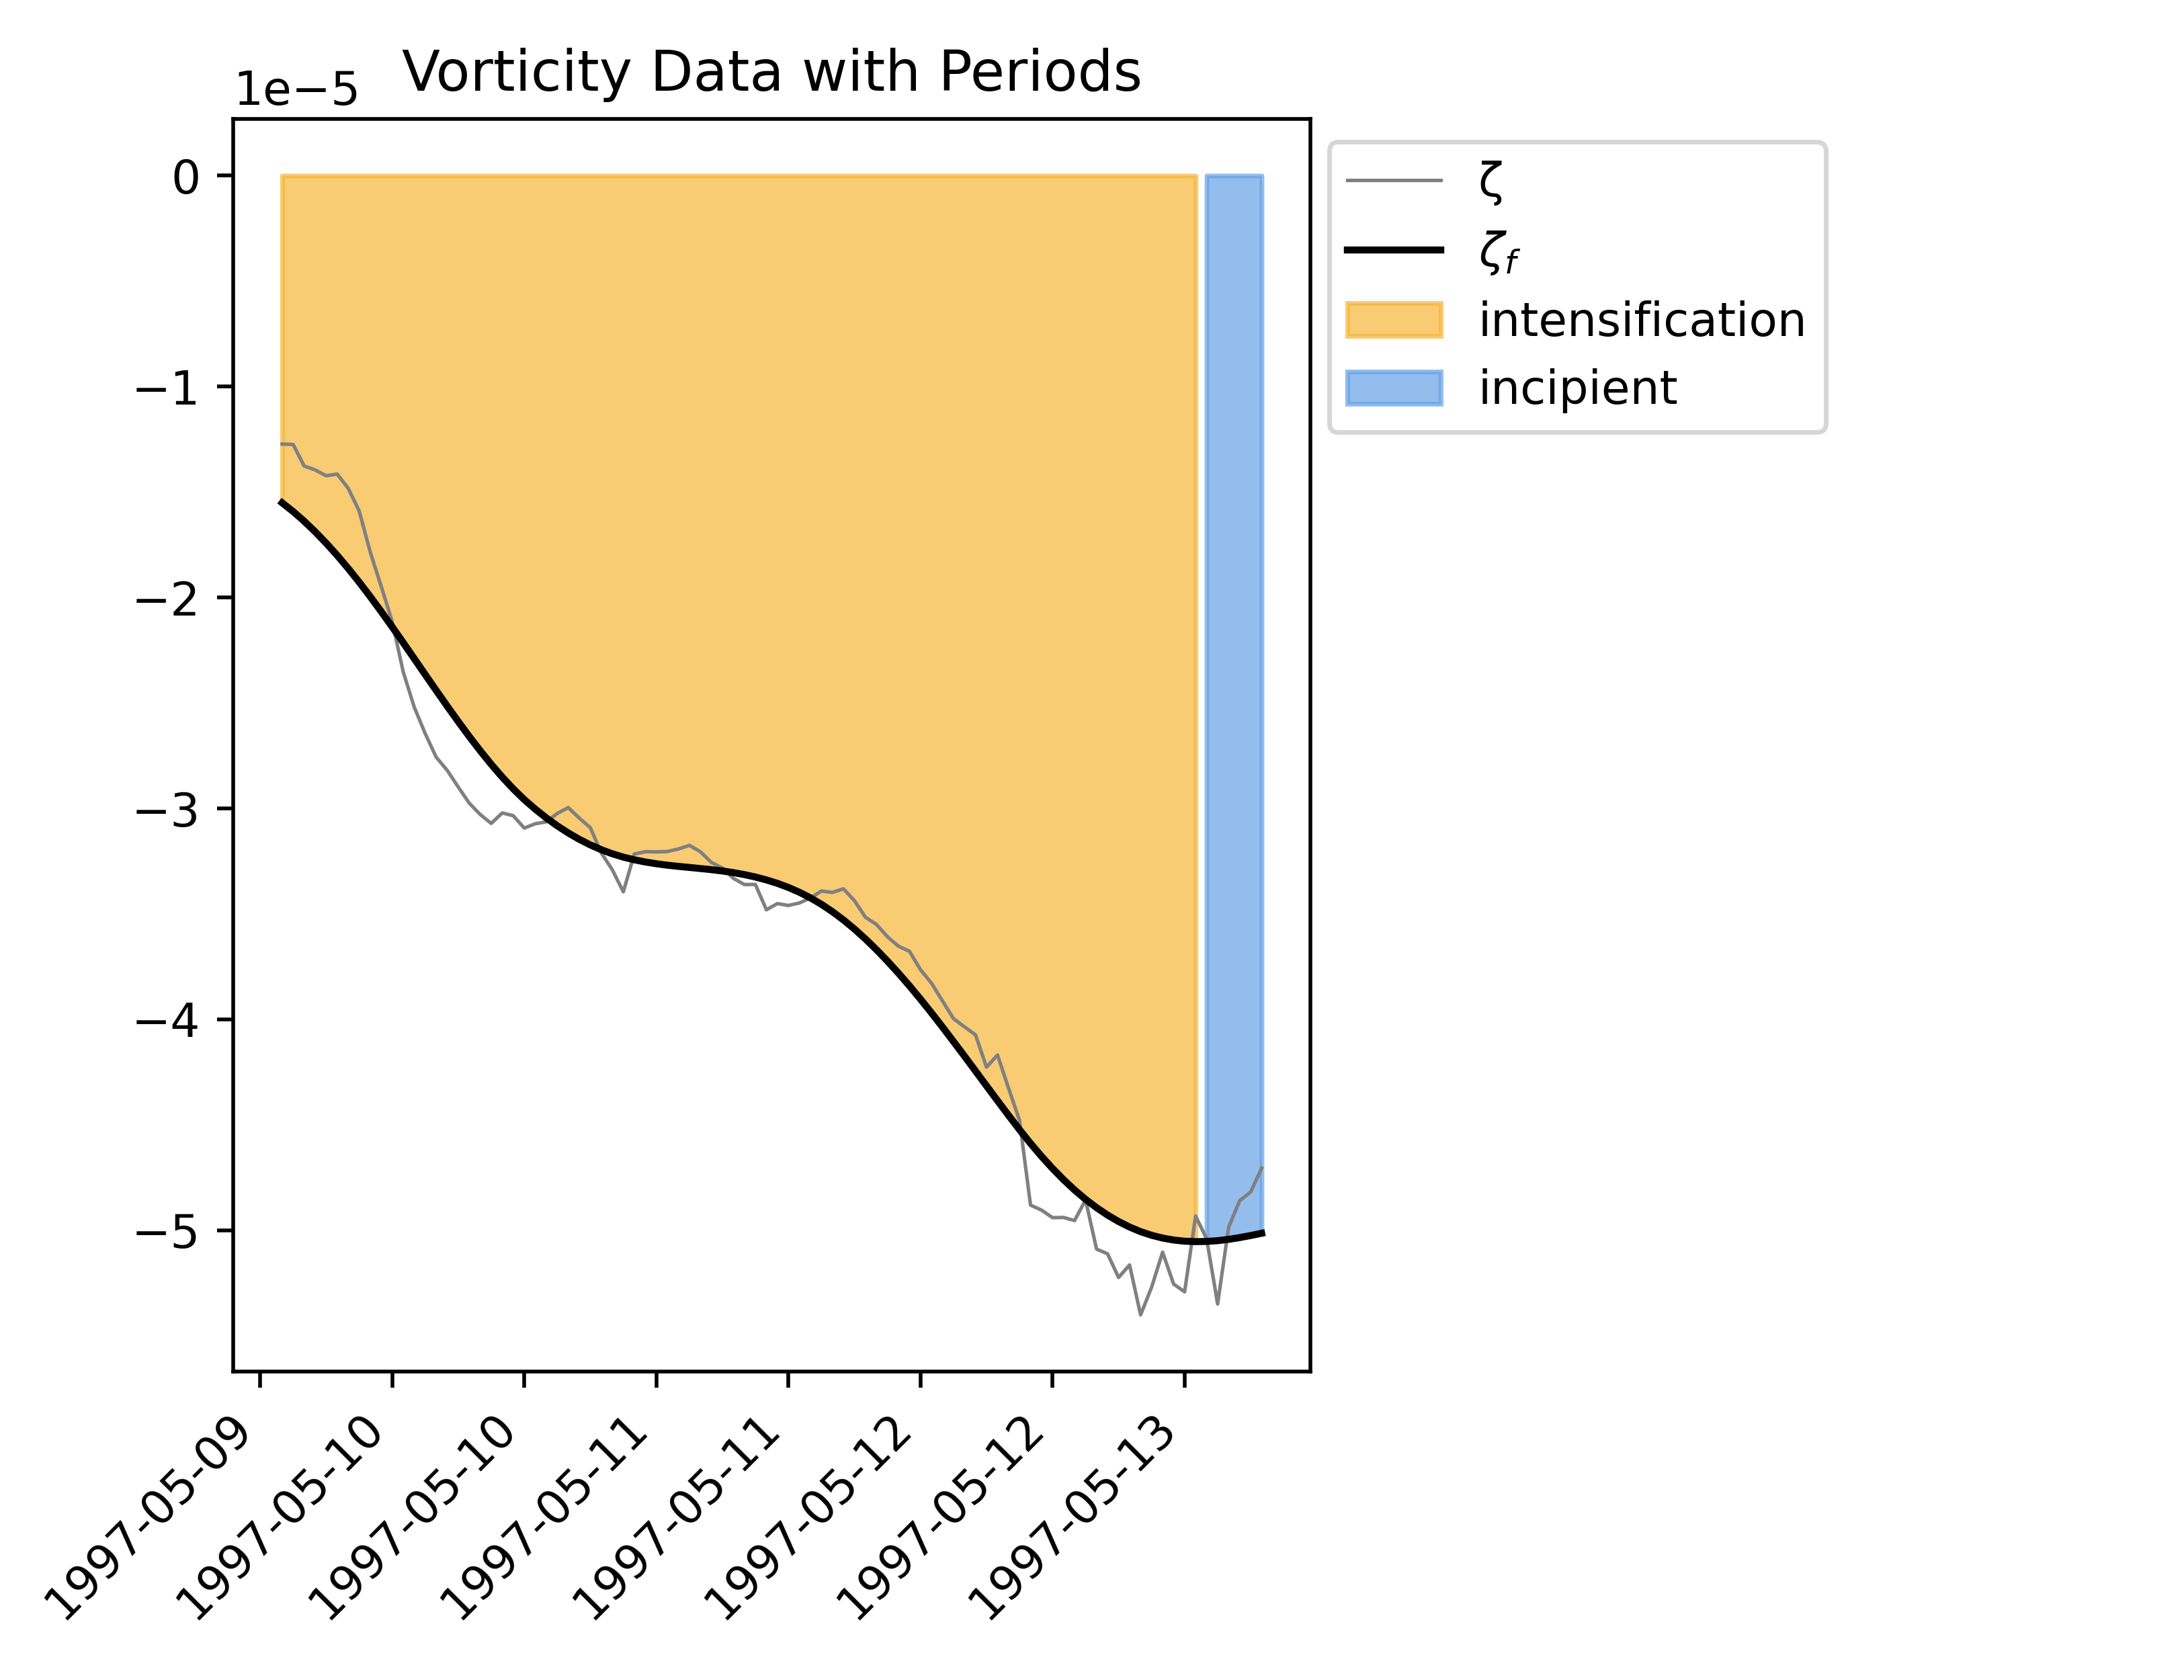 Vorticity Data with Periods
1e−5
0
−1
−2
−3
−4
−5
1997-05-09
1997-05-10
1997-05-10
1997-05-11
1997-05-11
1997-05-12
1997-05-12
1997-05-13
ζ
ζf
intensification
incipient